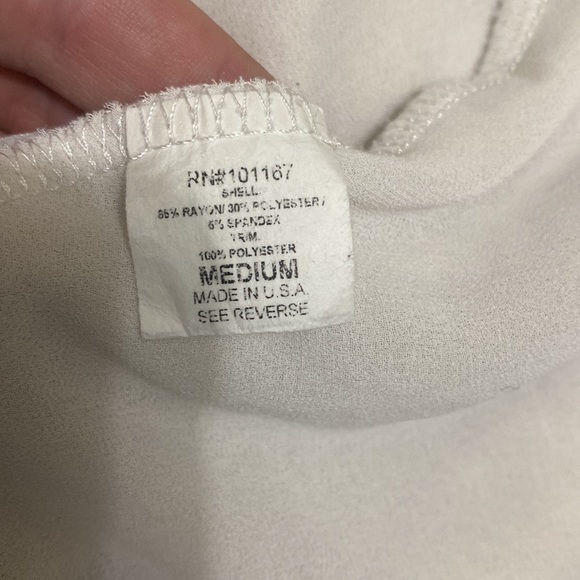 RN#101167
SHELL:
65% RAYON/ 30% POLYESTER /
5% SPANDEX
TRIM:
100% POLYESTER
MEDIUM
MADE IN U.S.A.
SEE REVERSE